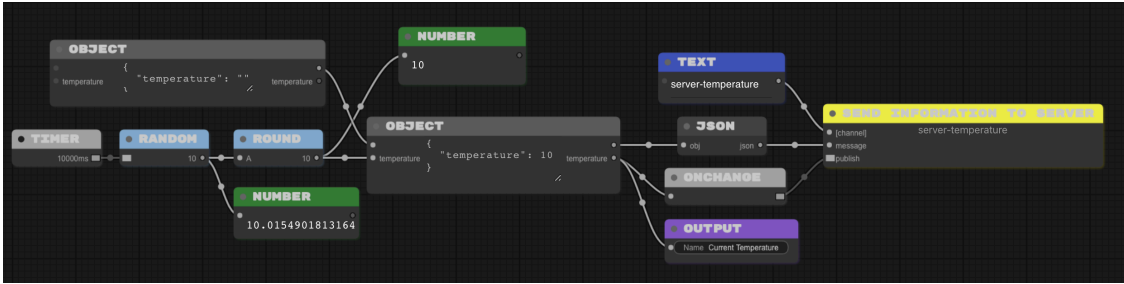 OBJECT
{
temperature
"temperature": ""
temperature
}
NUMBER
10
TIMER
10000ms
RANDOM
10
ROUND
A
10
NUMBER
10.0154901813164
OBJECT
{
temperature
"temperature": 10
temperature
}
TEXT
server-temperature
JSON
obj
json
ONCHANGE
OUTPUT
Name Current Temperature
SEND INFORMATION TO SERVER
server-temperature
[channel]
message
publish